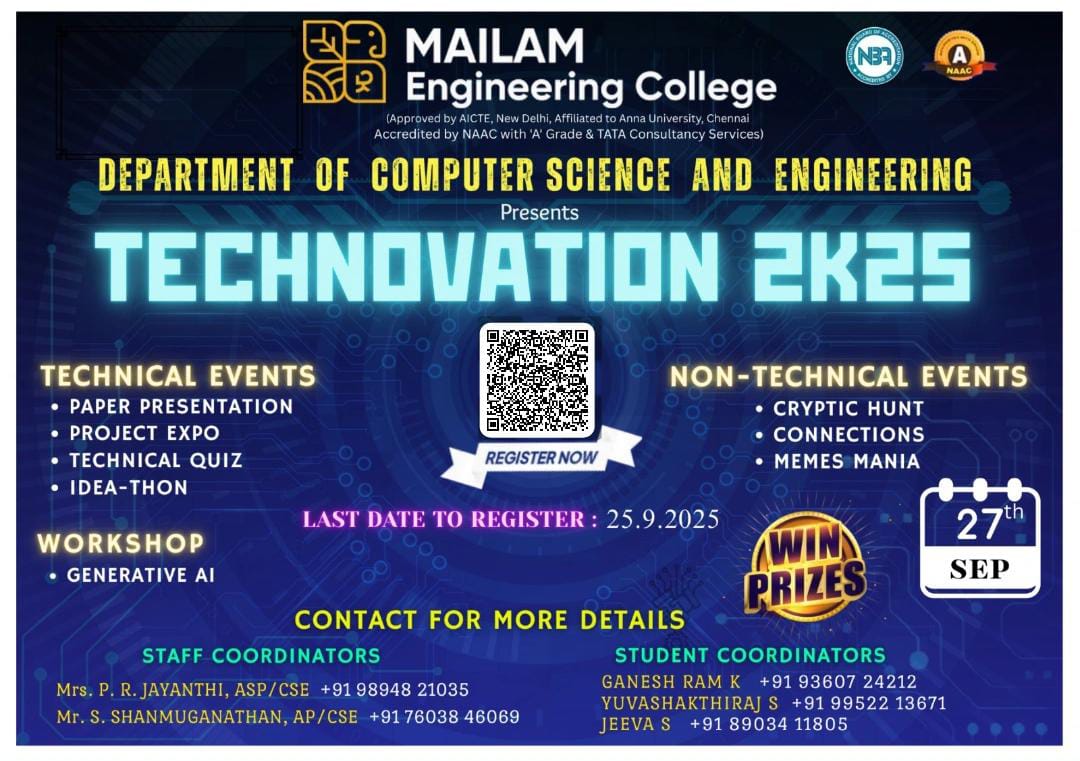 MAILAM
Engineering College
(Approved by AICTE, New Delhi, Affiliated to Anna University, Chennai
Accredited by NAAC with 'A' Grade & TATA Consultancy Services)
NBA
A
NAAC
DEPARTMENT OF COMPUTER SCIENCE AND ENGINEERING
Presents
TECHNOVATION 2K25
TECHNICAL EVENTS
• PAPER PRESENTATION
• PROJECT EXPO
• TECHNICAL QUIZ
• IDEA-THON
WORKSHOP
• GENERATIVE AI
REGISTER NOW
LAST DATE TO REGISTER : 25.9.2025
NON-TECHNICAL EVENTS
• CRYPTIC HUNT
• CONNECTIONS
• MEMES MANIA
WIN
PRIZES
27th
SEP
CONTACT FOR MORE DETAILS
STAFF COORDINATORS
Mrs. P. R. JAYANTHI, ASP/CSE +91 98948 21035
Mr. S. SHANMUGANATHAN, AP/CSE +91 76038 46069
STUDENT COORDINATORS
GANESH RAM K +91 93607 24212
YUVASHAKTHIRAJ S +91 99522 13671
JEEVA S +91 89034 11805